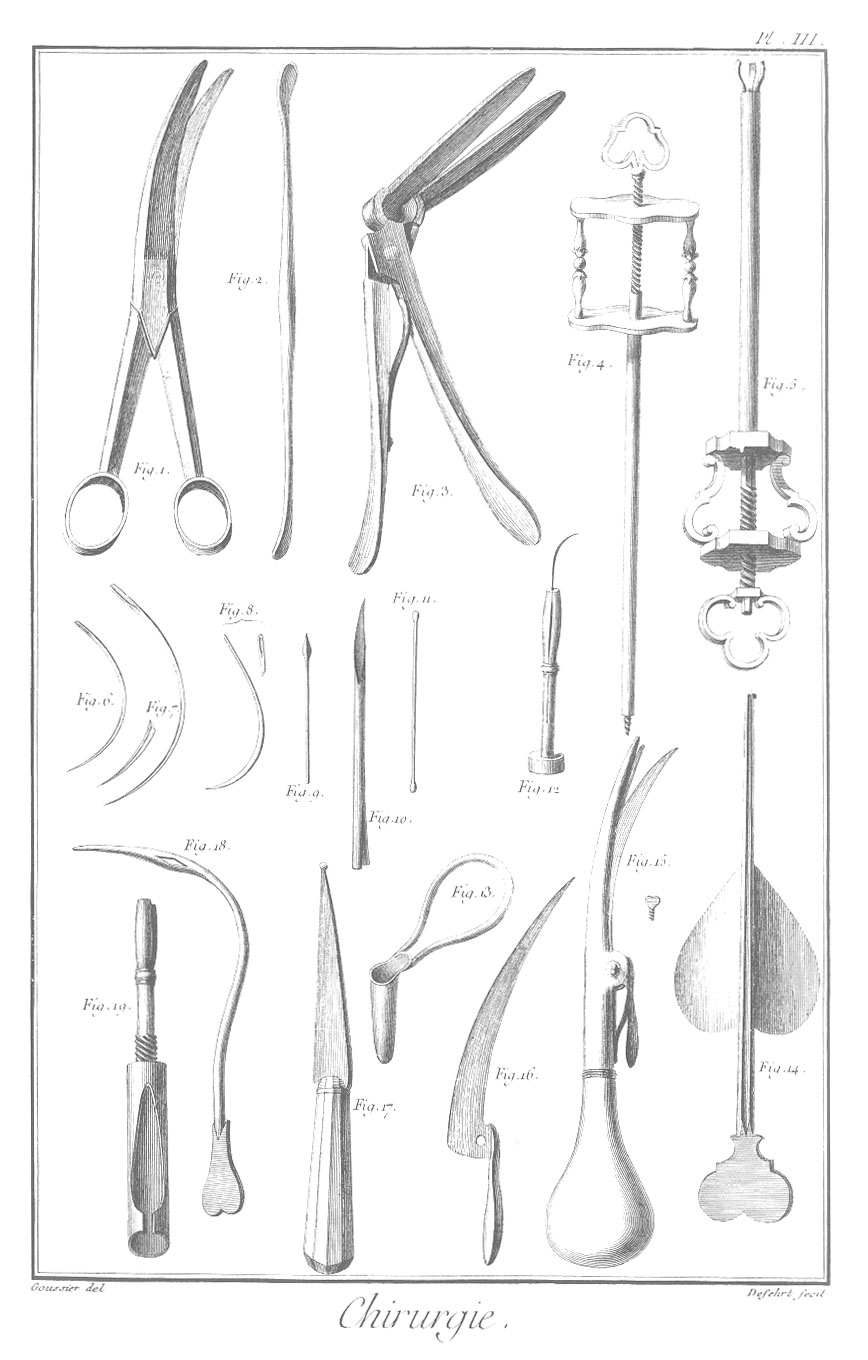 Pl. III.
Fig. 2.
Fig. 4.
Fig. 5.
Fig. 1.
Fig. 3.
Fig. 8.
Fig. 11.
Fig. 6.
Fig. 7.
Fig. 9.
Fig. 10.
Fig. 12
Fig. 18.
Fig. 15.
Fig. 13.
Fig. 19.
Fig. 16.
Fig. 14.
Fig. 17.
Goussier del
Defehrt fecit
Chirurgie.